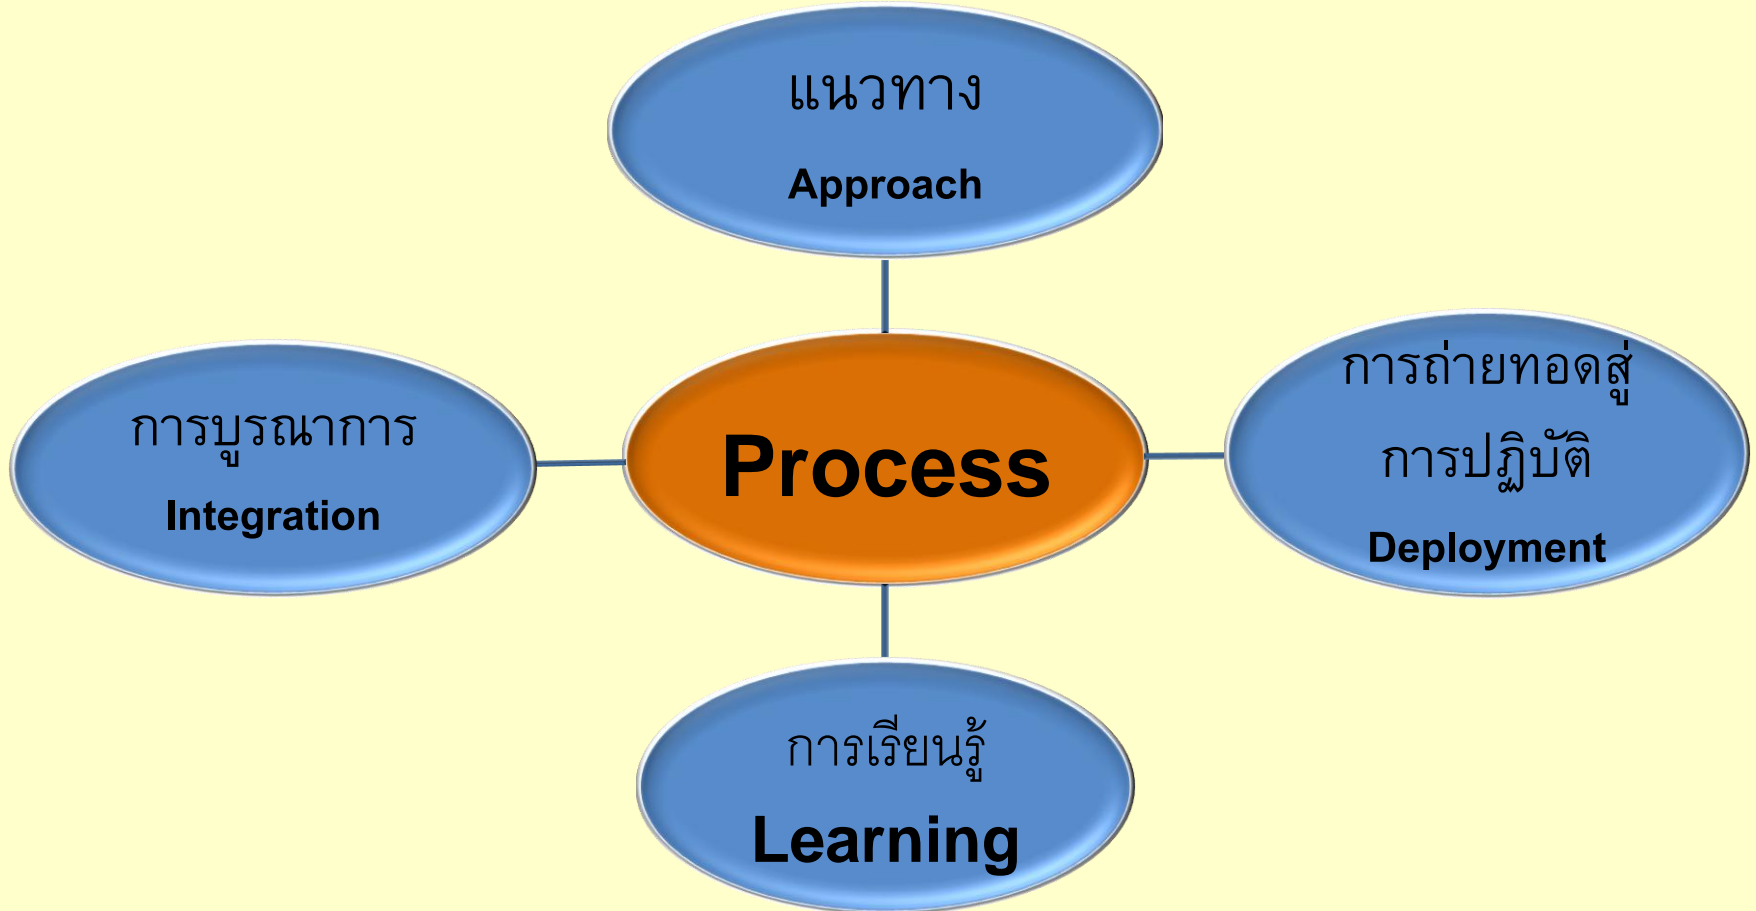 แนวทาง
Approach
การบูรณาการ
Integration
Process
การถ่ายทอดสู่
การปฏิบัติ
Deployment
การเรียนรู้
Learning